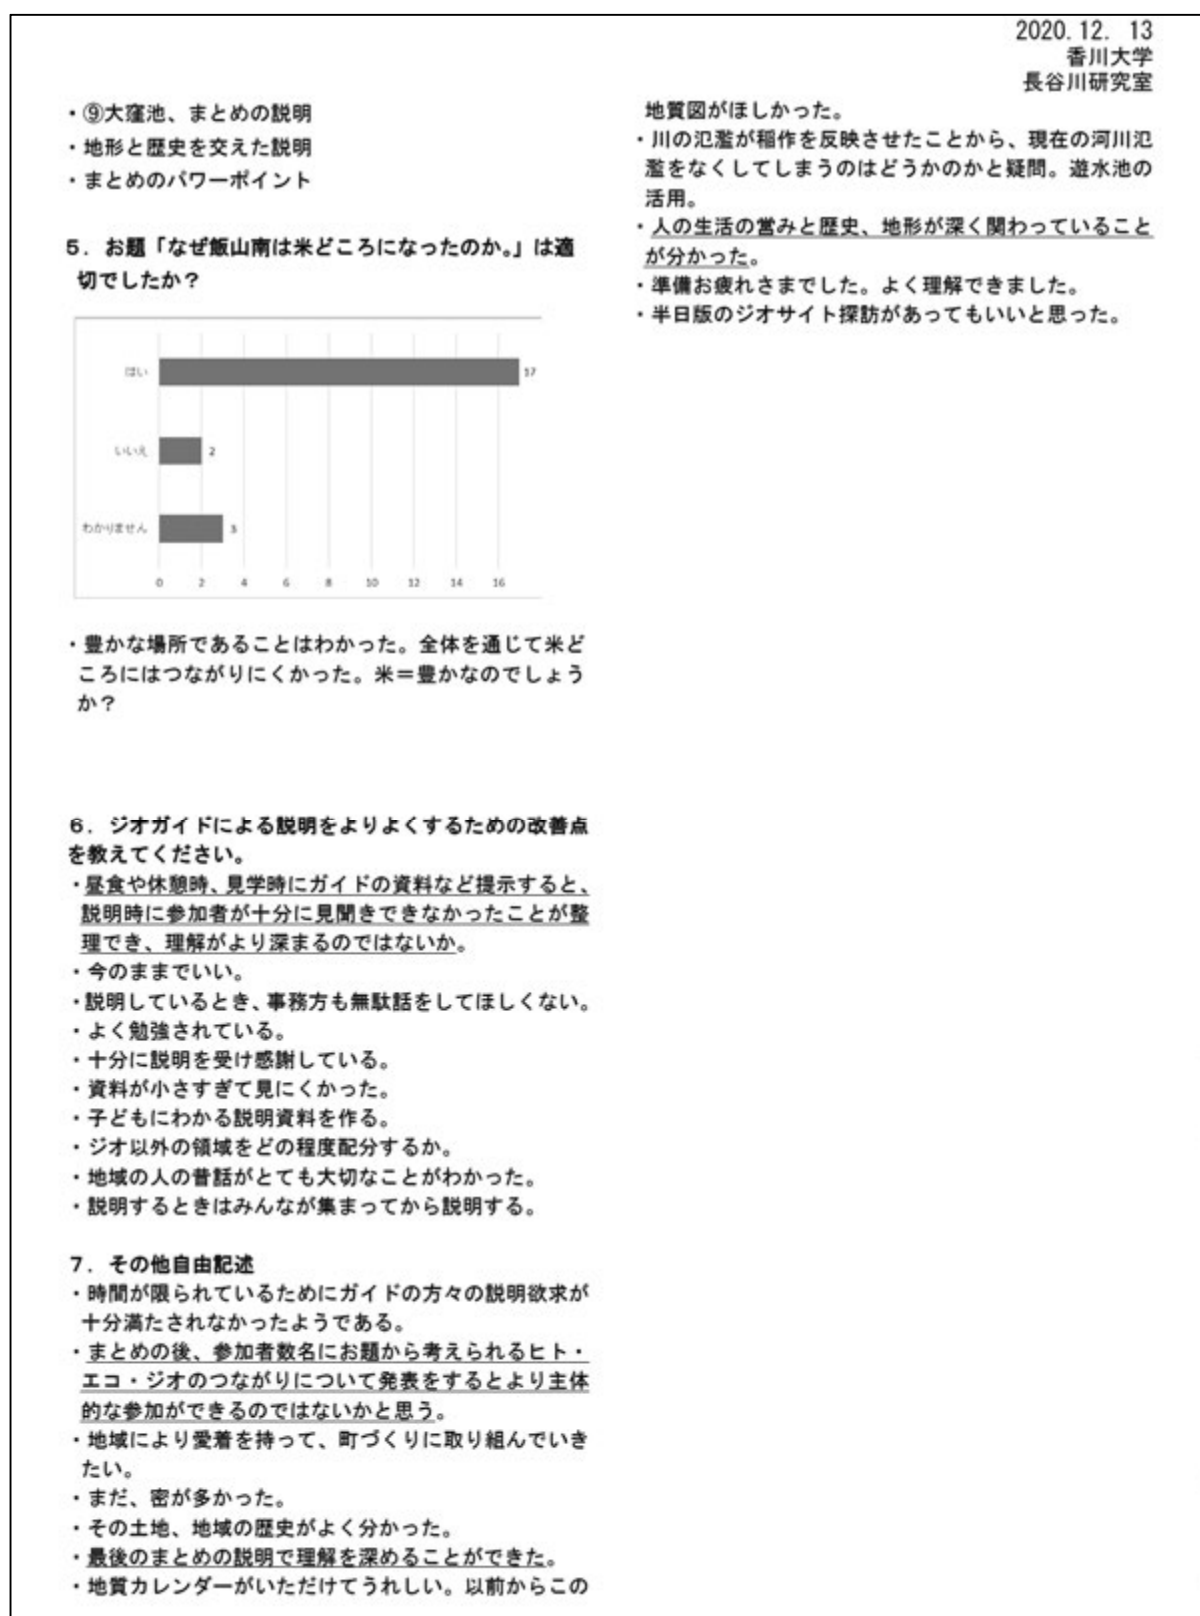 2020. 12. 13
香川大学
長谷川研究室
・⑨大窪池、まとめの説明
・地形と歴史を交えた説明
・まとめのパワーポイント
５．お題「なぜ飯山南は米どころになったのか。」は適
切でしたか？
はい 17
いいえ 2
わかりません 3
0 2 4 6 8 10 12 14 16
・豊かな場所であることはわかった。全体を通じて米ど
ころにはつながりにくかった。米＝豊かなのでしょう
か？
６．ジオガイドによる説明をよりよくするための改善点
を教えてください。
・昼食や休憩時、見学時にガイドの資料など提示すると、
説明時に参加者が十分に見聞きできなかったことが整
理でき、理解がより深まるのではないか。
・今のままでいい。
・説明しているとき、事務方も無駄話をしてほしくない。
・よく勉強されている。
・十分に説明を受け感謝している。
・資料が小さすぎて見にくかった。
・子どもにわかる説明資料を作る。
・ジオ以外の領域をどの程度配分するか。
・地域の人の昔話がとても大切なことがわかった。
・説明するときはみんなが集まってから説明する。
７．その他自由記述
・時間が限られているためにガイドの方々の説明欲求が
十分満たされなかったようである。
・まとめの後、参加者数名にお題から考えられるヒト・
エコ・ジオのつながりについて発表をするとより主体
的な参加ができるのではないかと思う。
・地域により愛着を持って、町づくりに取り組んでいき
たい。
・まだ、密が多かった。
・その土地、地域の歴史がよく分かった。
・最後のまとめの説明で理解を深めることができた。
・地質カレンダーがいただけてうれしい。以前からこの
地質図がほしかった。
・川の氾濫が稲作を反映させたことから、現在の河川氾
濫をなくしてしまうのはどうかのかと疑問。遊水池の
活用。
・人の生活の営みと歴史、地形が深く関わっていること
が分かった。
・準備お疲れさまでした。よく理解できました。
・半日版のジオサイト探訪があってもいいと思った。